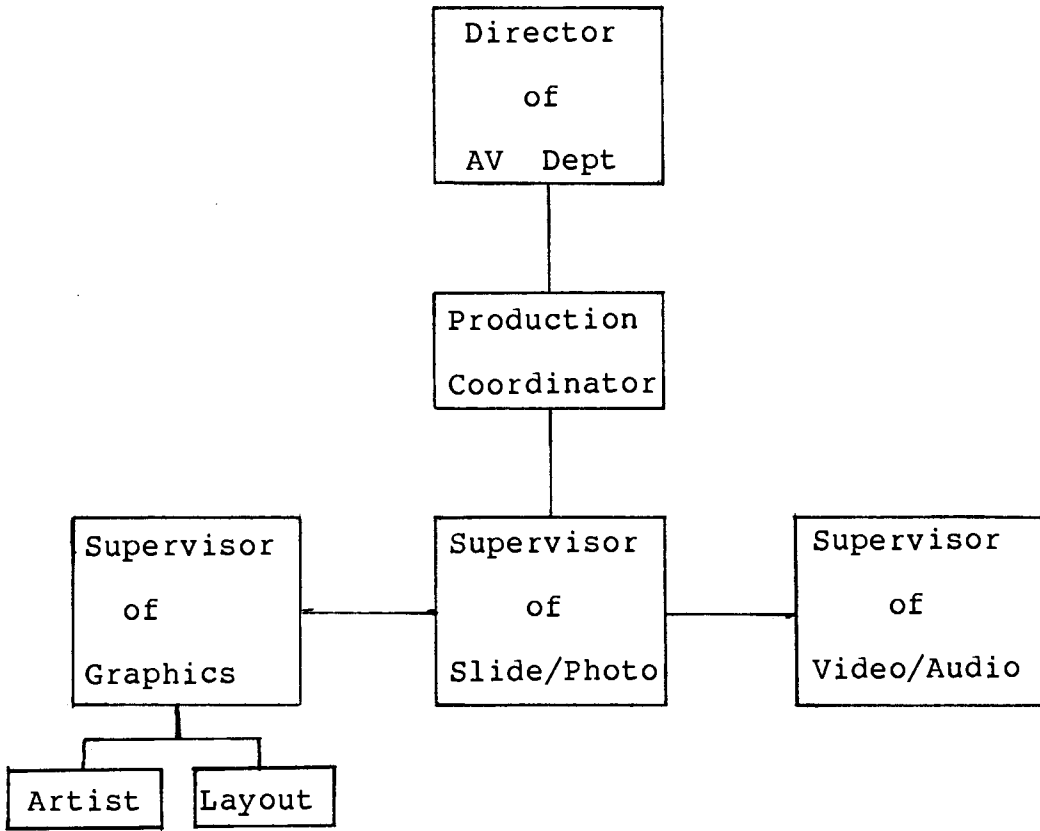 Director
of
AV Dept
Production
Coordinator
Supervisor
of
Graphics
Supervisor
of
Slide/Photo
Supervisor
of
Video/Audio
Artist
Layout